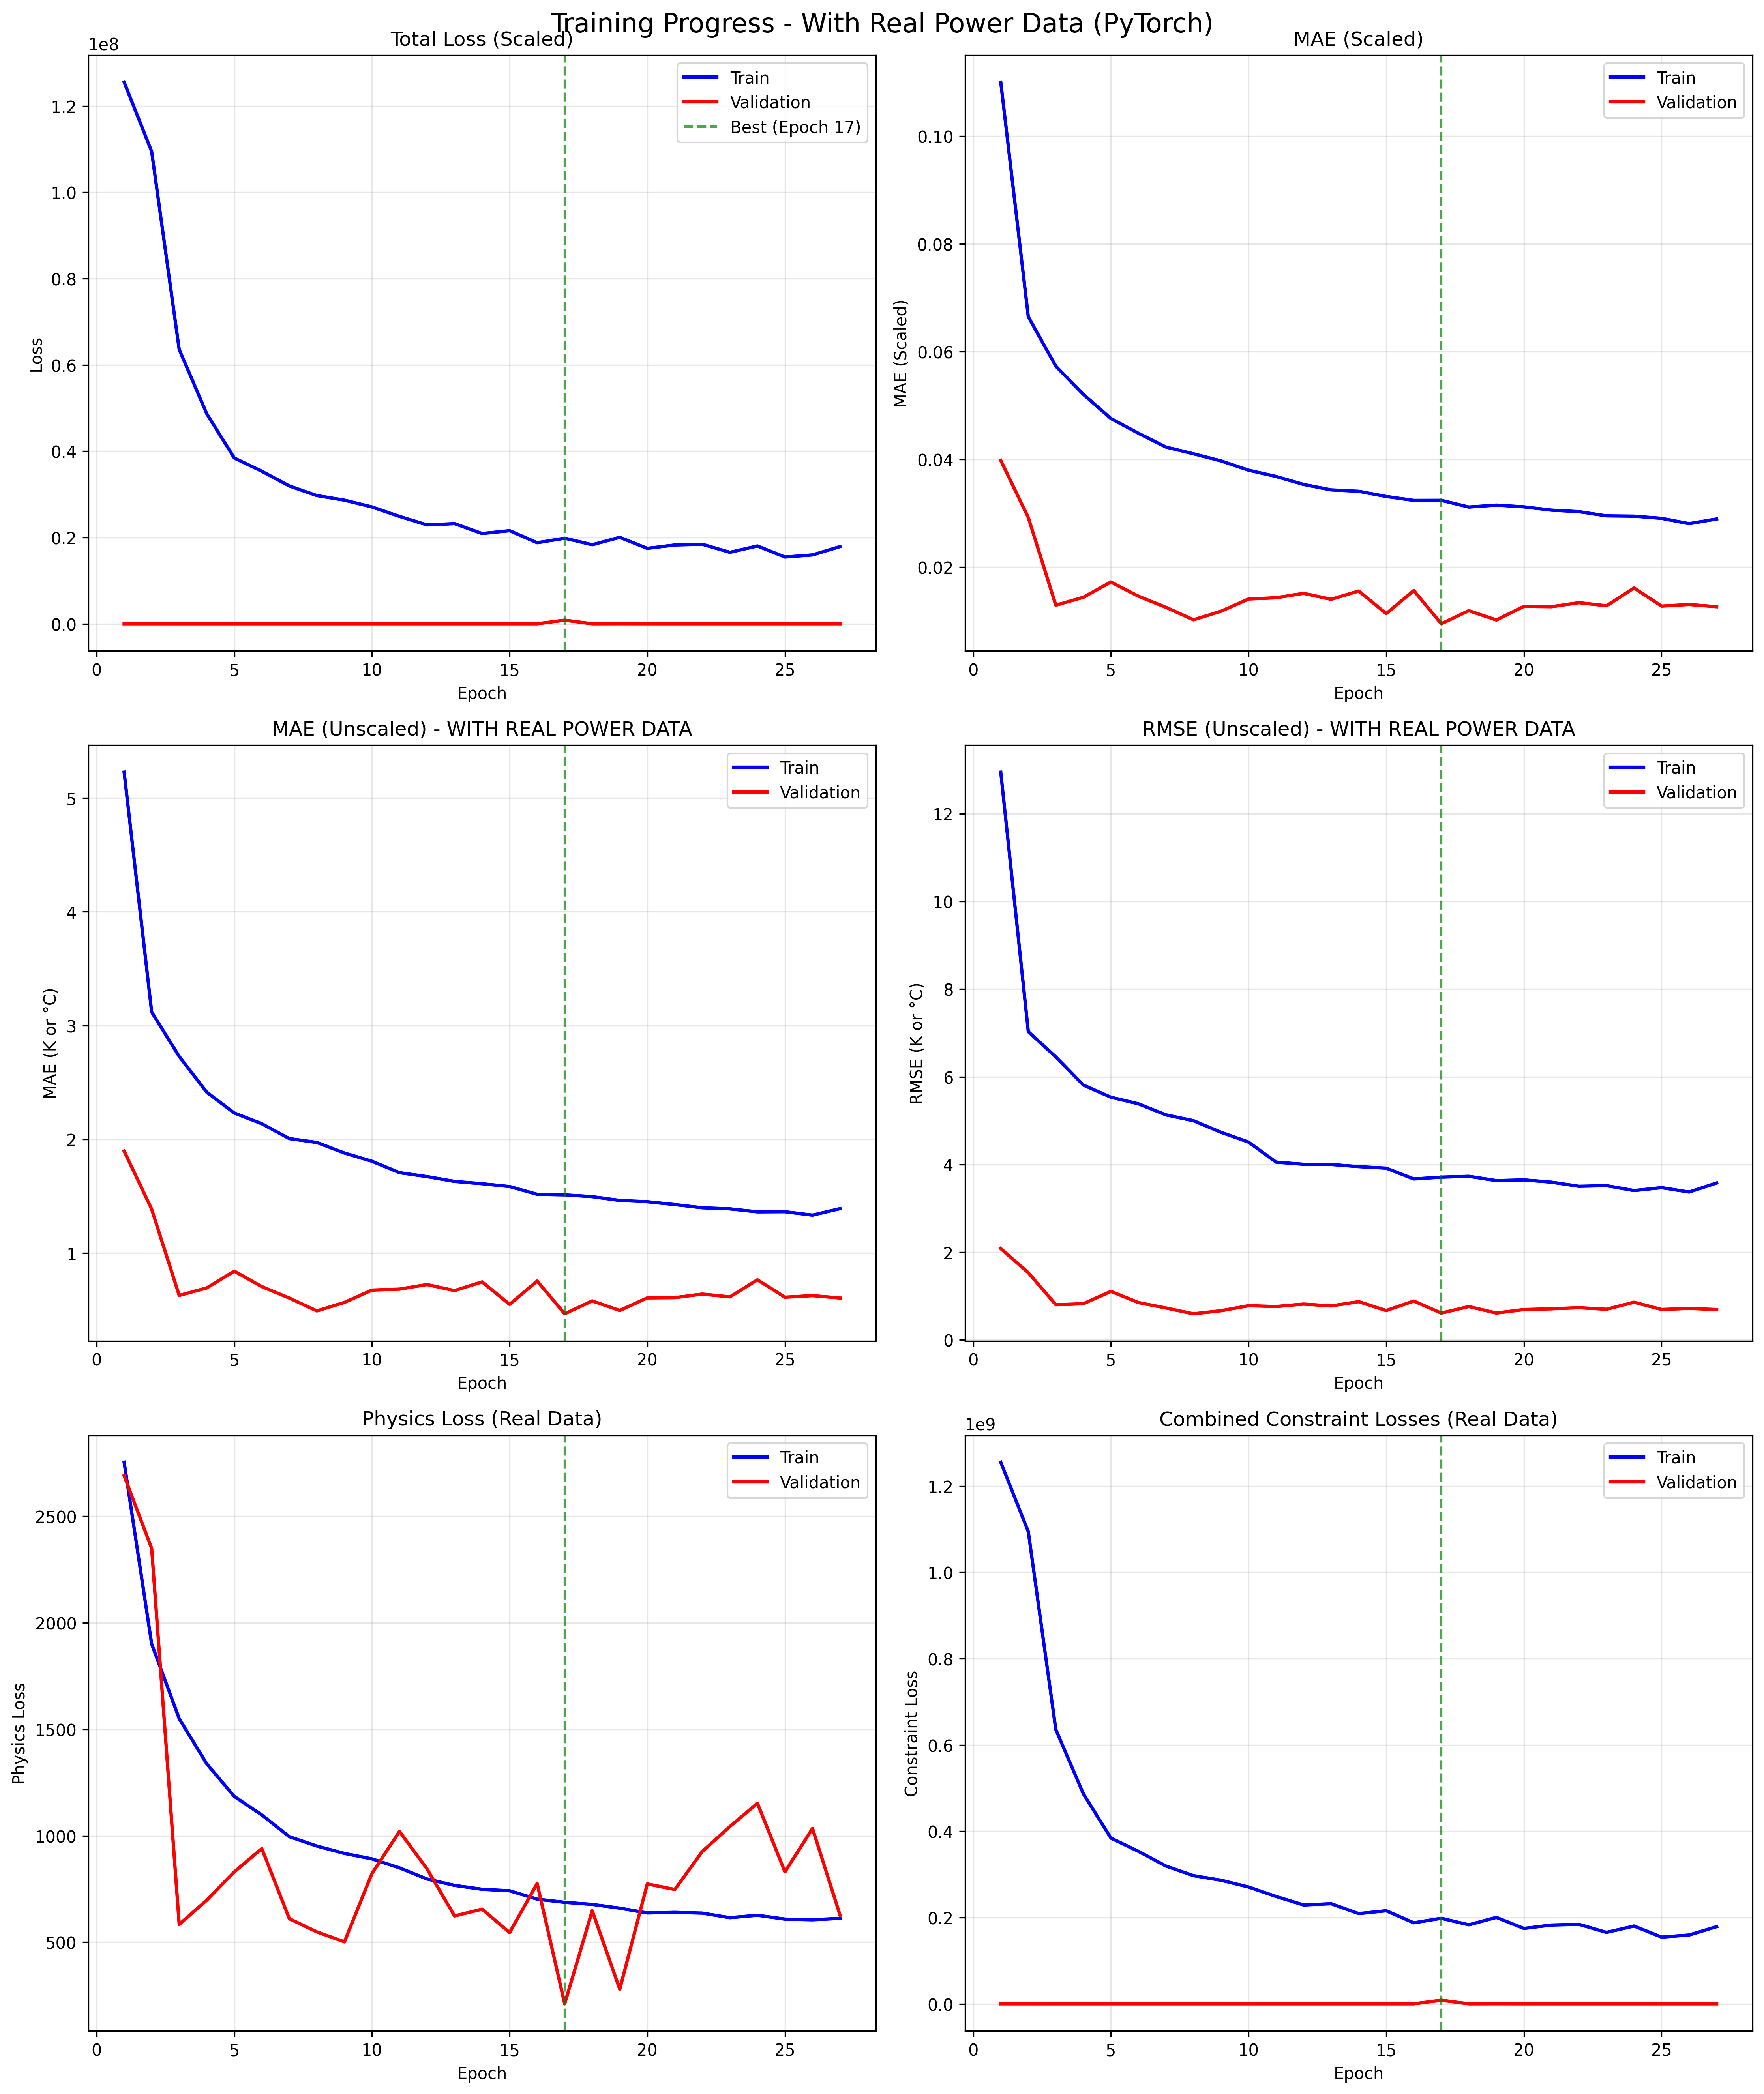 Training Progress - With Real Power Data (PyTorch)
Total Loss (Scaled)
1e8
Train
Validation
Best (Epoch 17)
1.2
1.0
0.8
0.6
0.4
0.2
0.0
Loss
0 5 10 15 20 25
Epoch
MAE (Scaled)
Train
Validation
0.10
0.08
0.06
0.04
0.02
MAE (Scaled)
0 5 10 15 20 25
Epoch
MAE (Unscaled) - WITH REAL POWER DATA
Train
Validation
5
4
3
2
1
MAE (K or °C)
0 5 10 15 20 25
Epoch
RMSE (Unscaled) - WITH REAL POWER DATA
Train
Validation
12
10
8
6
4
2
0
RMSE (K or °C)
0 5 10 15 20 25
Epoch
Physics Loss (Real Data)
Train
Validation
2500
2000
1500
1000
500
Physics Loss
0 5 10 15 20 25
Epoch
Combined Constraint Losses (Real Data)
1e9
Train
Validation
1.2
1.0
0.8
0.6
0.4
0.2
0.0
Constraint Loss
0 5 10 15 20 25
Epoch